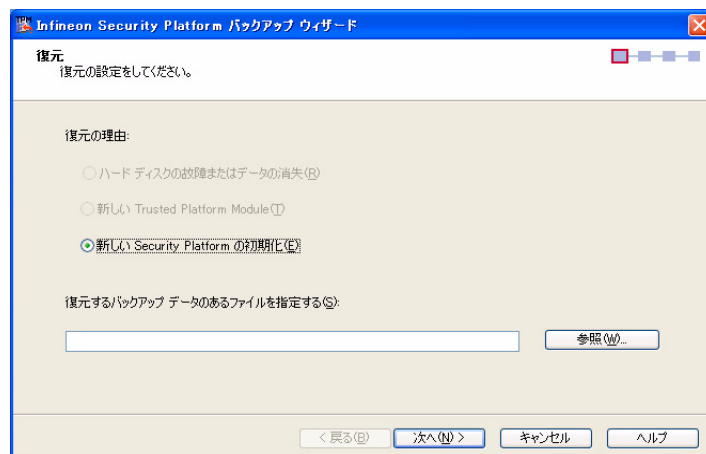 Infineon Security Platform バックアップ ウィザード
復元
復元の設定をしてください。
復元の理由:
ハード ディスクの故障またはデータの消失(R)
新しい Trusted Platform Module(T)
新しい Security Platform の初期化(E)
復元するバックアップ データのあるファイルを指定する(S):
参照(W)...
< 戻る(B)
次へ(N) >
キャンセル
ヘルプ